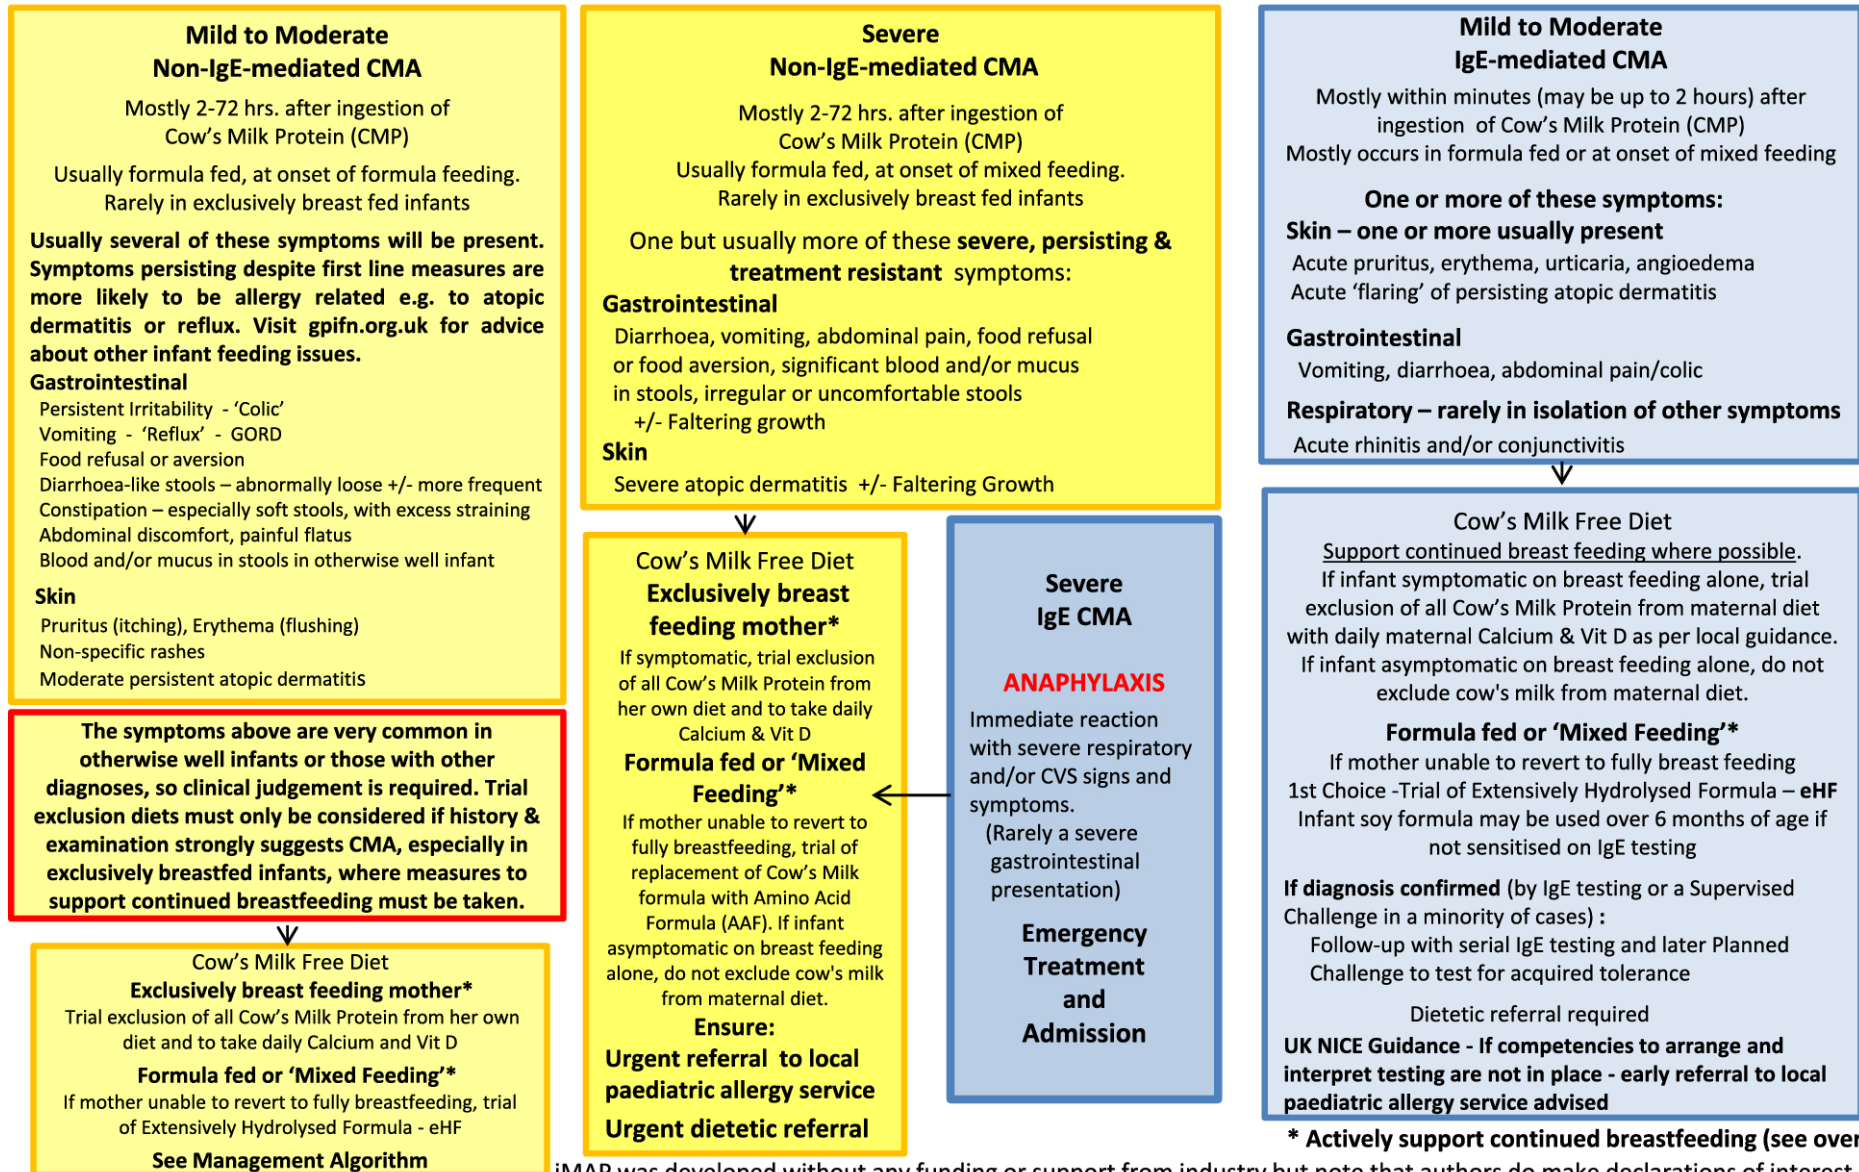 Mild to Moderate
Non-IgE-mediated CMA
Mostly 2-72 hrs. after ingestion of
Cow's Milk Protein (CMP)
Usually formula fed, at onset of formula feeding.
Rarely in exclusively breast fed infants
Usually several of these symptoms will be present.
Symptoms persisting despite first line measures are
more likely to be allergy related e.g. to atopic
dermatitis or reflux. Visit gpifn.org.uk for advice
about other infant feeding issues.
Gastrointestinal
Persistent Irritability - 'Colic'
Vomiting - 'Reflux' - GORD
Food refusal or aversion
Diarrhoea-like stools – abnormally loose +/- more frequent
Constipation – especially soft stools, with excess straining
Abdominal discomfort, painful flatus
Blood and/or mucus in stools in otherwise well infant
Skin
Pruritus (itching), Erythema (flushing)
Non-specific rashes
Moderate persistent atopic dermatitis
The symptoms above are very common in
otherwise well infants or those with other
diagnoses, so clinical judgement is required. Trial
exclusion diets must only be considered if history &
examination strongly suggests CMA, especially in
exclusively breastfed infants, where measures to
support continued breastfeeding must be taken.
Cow's Milk Free Diet
Exclusively breast feeding mother*
Trial exclusion of all Cow's Milk Protein from her own
diet and to take daily Calcium and Vit D
Formula fed or 'Mixed Feeding'*
If mother unable to revert to fully breastfeeding, trial
of Extensively Hydrolysed Formula - eHF
See Management Algorithm
Severe
Non-IgE-mediated CMA
Mostly 2-72 hrs. after ingestion of
Cow's Milk Protein (CMP)
Usually formula fed, at onset of mixed feeding.
Rarely in exclusively breast fed infants
One but usually more of these severe, persisting &
treatment resistant symptoms:
Gastrointestinal
Diarrhoea, vomiting, abdominal pain, food refusal
or food aversion, significant blood and/or mucus
in stools, irregular or uncomfortable stools
+/- Faltering growth
Skin
Severe atopic dermatitis +/- Faltering Growth
Cow's Milk Free Diet
Exclusively breast
feeding mother*
If symptomatic, trial exclusion
of all Cow's Milk Protein from
her own diet and to take daily
Calcium & Vit D
Formula fed or 'Mixed
Feeding'*
If mother unable to revert to
fully breastfeeding, trial of
replacement of Cow's Milk
formula with Amino Acid
Formula (AAF). If infant
asymptomatic on breast feeding
alone, do not exclude cow's milk
from maternal diet.
Ensure:
Urgent referral to local
paediatric allergy service
Urgent dietetic referral
Severe
IgE CMA
ANAPHYLAXIS
Immediate reaction
with severe respiratory
and/or CVS signs and
symptoms.
(Rarely a severe
gastrointestinal
presentation)
Emergency
Treatment
and
Admission
Mild to Moderate
IgE-mediated CMA
Mostly within minutes (may be up to 2 hours) after
ingestion of Cow's Milk Protein (CMP)
Mostly occurs in formula fed or at onset of mixed feeding
One or more of these symptoms:
Skin – one or more usually present
Acute pruritus, erythema, urticaria, angioedema
Acute 'flaring' of persisting atopic dermatitis
Gastrointestinal
Vomiting, diarrhoea, abdominal pain/colic
Respiratory – rarely in isolation of other symptoms
Acute rhinitis and/or conjunctivitis
Cow's Milk Free Diet
Support continued breast feeding where possible.
If infant symptomatic on breast feeding alone, trial
exclusion of all Cow's Milk Protein from maternal diet
with daily maternal Calcium & Vit D as per local guidance.
If infant asymptomatic on breast feeding alone, do not
exclude cow's milk from maternal diet.
Formula fed or 'Mixed Feeding'*
If mother unable to revert to fully breast feeding
1st Choice -Trial of Extensively Hydrolysed Formula – eHF
Infant soy formula may be used over 6 months of age if
not sensitised on IgE testing
If diagnosis confirmed (by IgE testing or a Supervised
Challenge in a minority of cases) :
Follow-up with serial IgE testing and later Planned
Challenge to test for acquired tolerance
Dietetic referral required
UK NICE Guidance - If competencies to arrange and
interpret testing are not in place - early referral to local
paediatric allergy service advised
* Actively support continued breastfeeding (see over
iMAP was developed without any funding or support from industry but note that authors do make declarations of interest